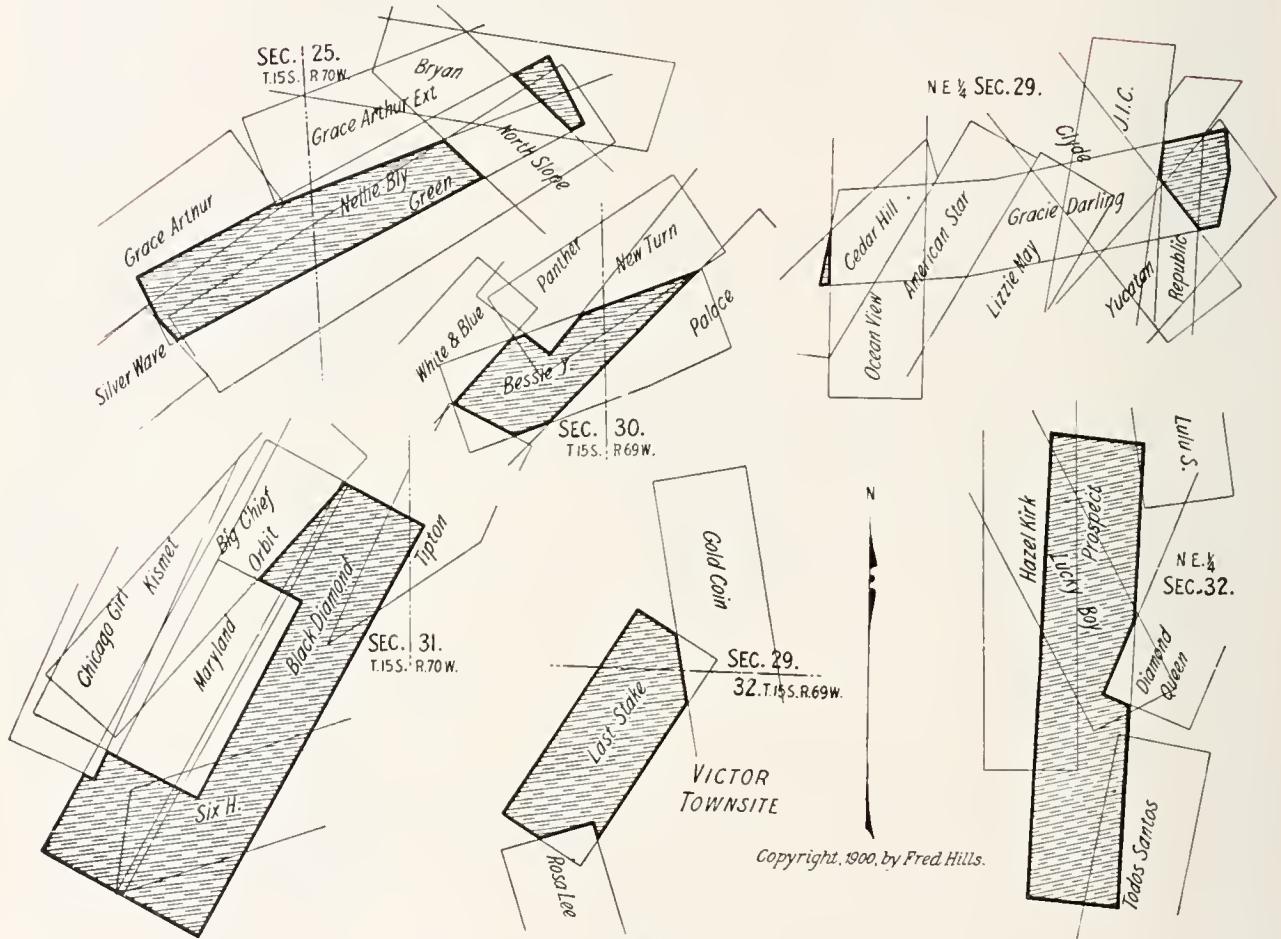 SEC. 25.
T.15S. R 70W.
Bryan
Grace Arthur Ext
North Slope
Nellie Bly
Green
Grace Arthur
Silver Wave
N E ¼ SEC. 29.
Clyde
J.I.C.
Cedar Hill
American Star
Gracie Darling
Ocean View
Lizzie May
Yucatan
Republic
Panther
New Turn
White & Blue
Palace
Bessie J.
SEC. 30.
T15S. R69W.
Big Chief
Orbit
Tipton
Kismet
Chicago Girl
Maryland
Black Diamond
SEC. 31.
T.15S. R.70W.
Six H.
Gold Coin
SEC. 29.
32. T.15S. R.69W.
Last Stake
VICTOR
TOWNSITE
Rosa Lee
N
Lulu S.
Hazel Kirk
Lucky Boy
Prospect
N E. ¼
SEC. 32.
Diamond
Queen
Todos Santos
Copyright, 1900, by Fred Hills.